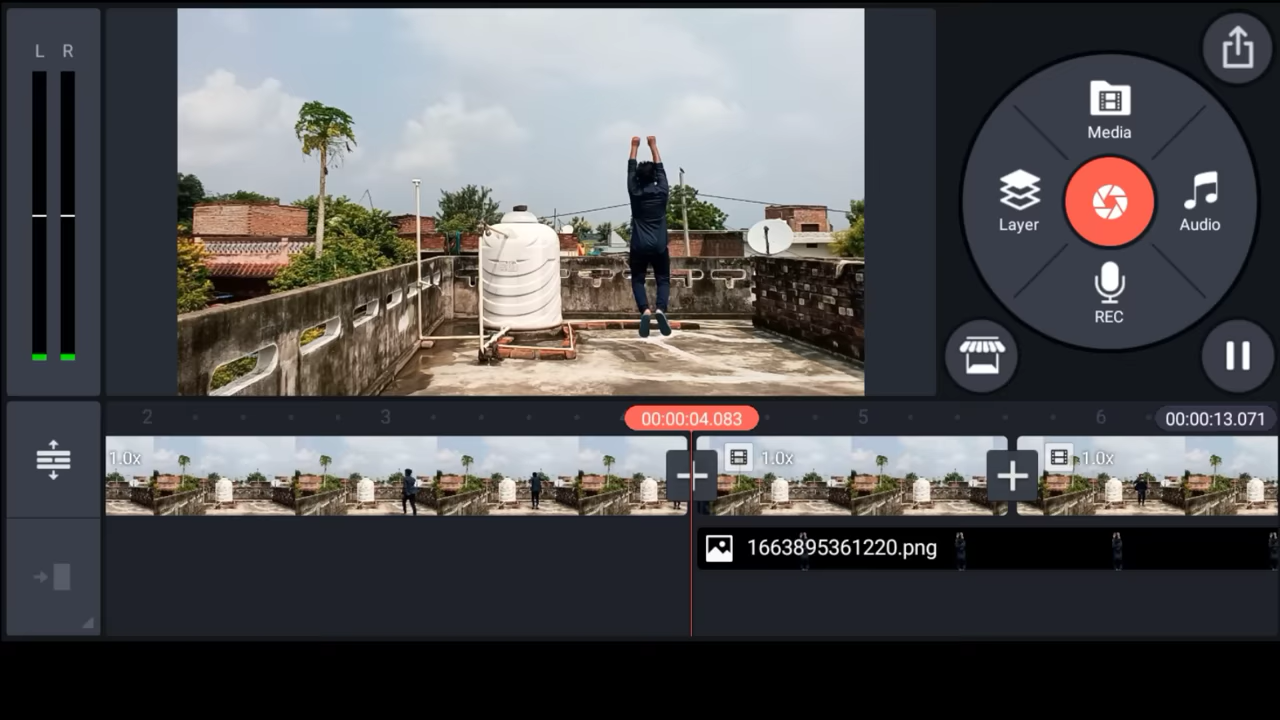 L R
Media
Layer
Audio
REC
2
3
00:00:04.083
5
6
00:00:13.071
1.0x
1.0x
1.0x
1663895361220.png